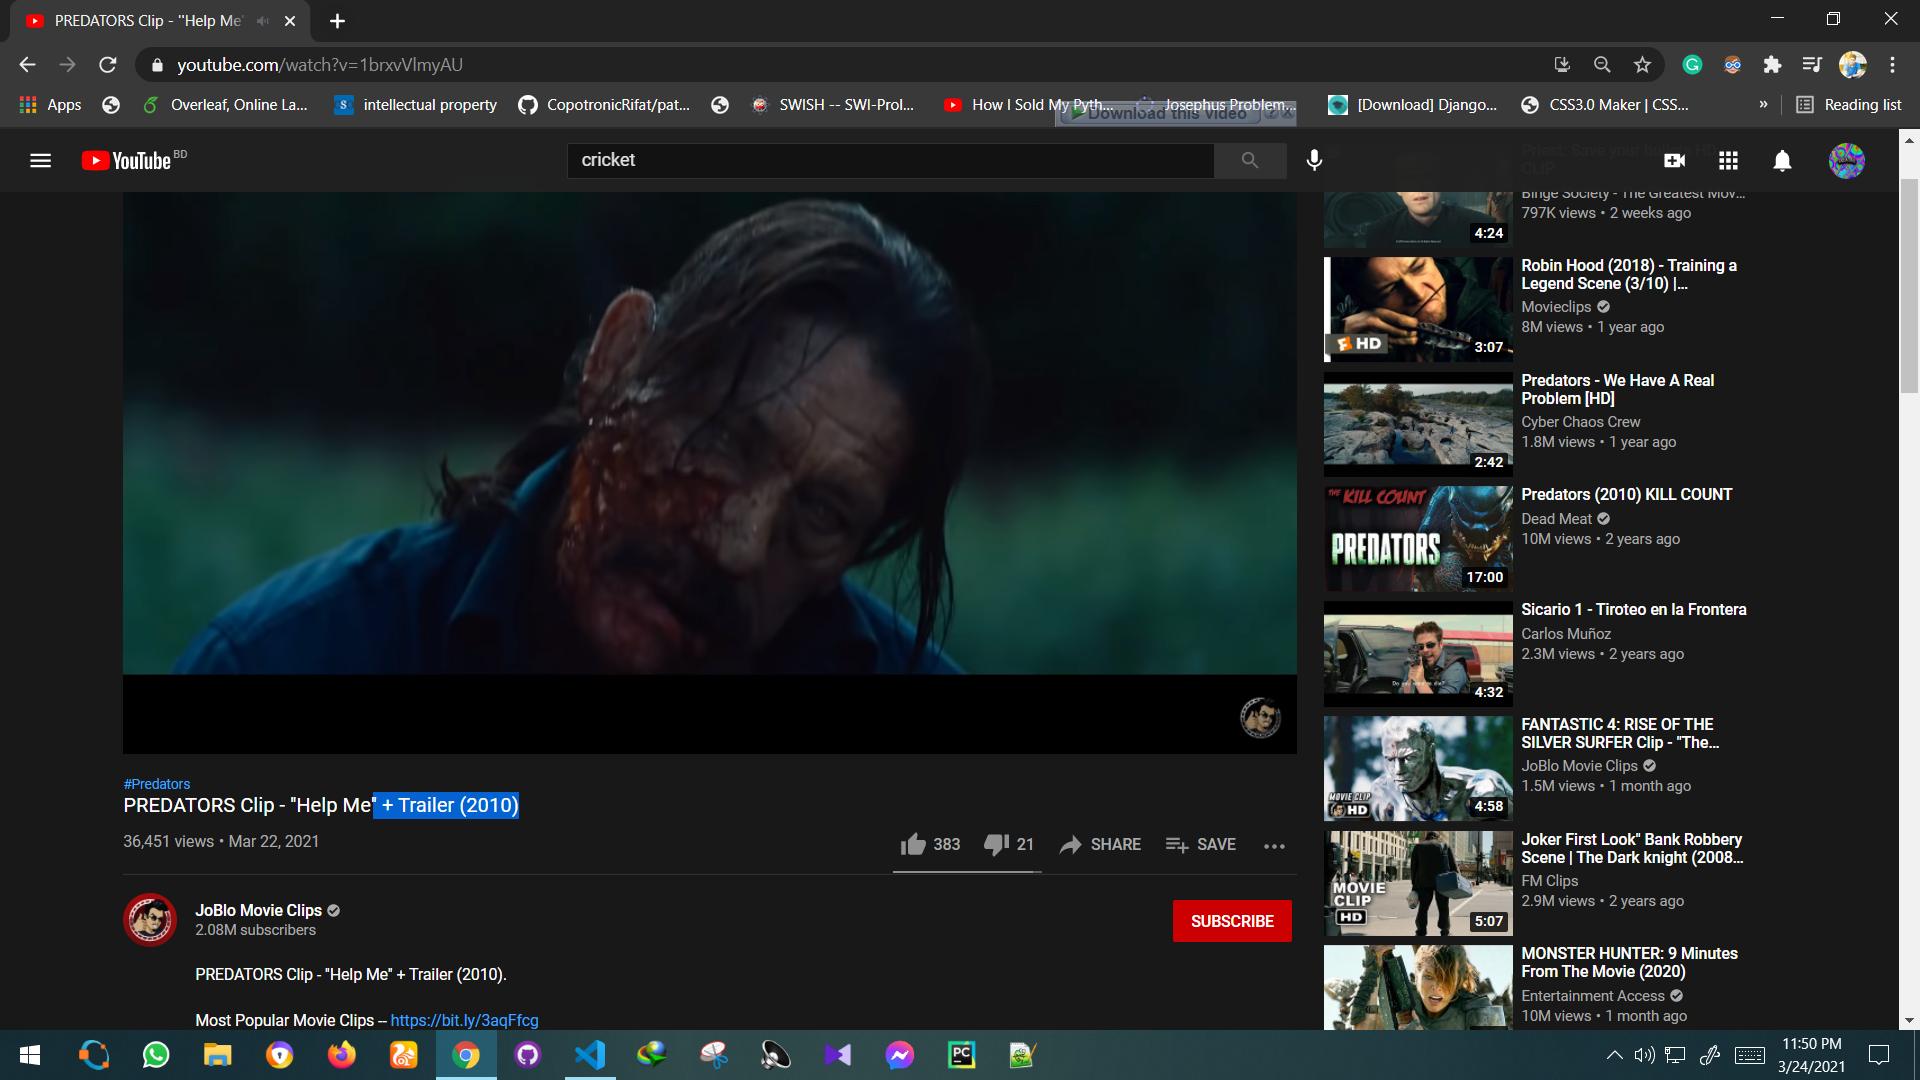 PREDATORS Clip - "Help Me"
youtube.com/watch?v=1brxvVlmyAU
Apps
Overleaf, Online La...
intellectual property
CopotronicRifat/pat...
SWISH -- SWI-Prol...
How I Sold My Pyth...
Josephus Problem...
[Download] Django...
CSS3.0 Maker | CSS...
»
Reading list
Download this video
YouTube BD
cricket
Priest: Save your bullets HD
CLIP
Binge Society - The Greatest Mov...
797K views • 2 weeks ago
4:24
Robin Hood (2018) - Training a
Legend Scene (3/10) |...
Movieclips
8M views • 1 year ago
HD
3:07
Predators - We Have A Real
Problem [HD]
Cyber Chaos Crew
1.8M views • 1 year ago
2:42
Predators (2010) KILL COUNT
Dead Meat
10M views • 2 years ago
THE KILL COUNT
PREDATORS
17:00
Sicario 1 - Tiroteo en la Frontera
Carlos Muñoz
2.3M views • 2 years ago
4:32
FANTASTIC 4: RISE OF THE
SILVER SURFER Clip - "The...
JoBlo Movie Clips
1.5M views • 1 month ago
MOVIE CLIP
HD
4:58
Joker First Look" Bank Robbery
Scene | The Dark knight (2008...
FM Clips
2.9M views • 2 years ago
MOVIE
CLIP
HD
5:07
MONSTER HUNTER: 9 Minutes
From The Movie (2020)
Entertainment Access
10M views • 1 month ago
#Predators
PREDATORS Clip - "Help Me" + Trailer (2010)
36,451 views • Mar 22, 2021
383
21
SHARE
SAVE
JoBlo Movie Clips
2.08M subscribers
SUBSCRIBE
PREDATORS Clip - "Help Me" + Trailer (2010).
Most Popular Movie Clips -- https://bit.ly/3aqFfcg
PC
11:50 PM
3/24/2021